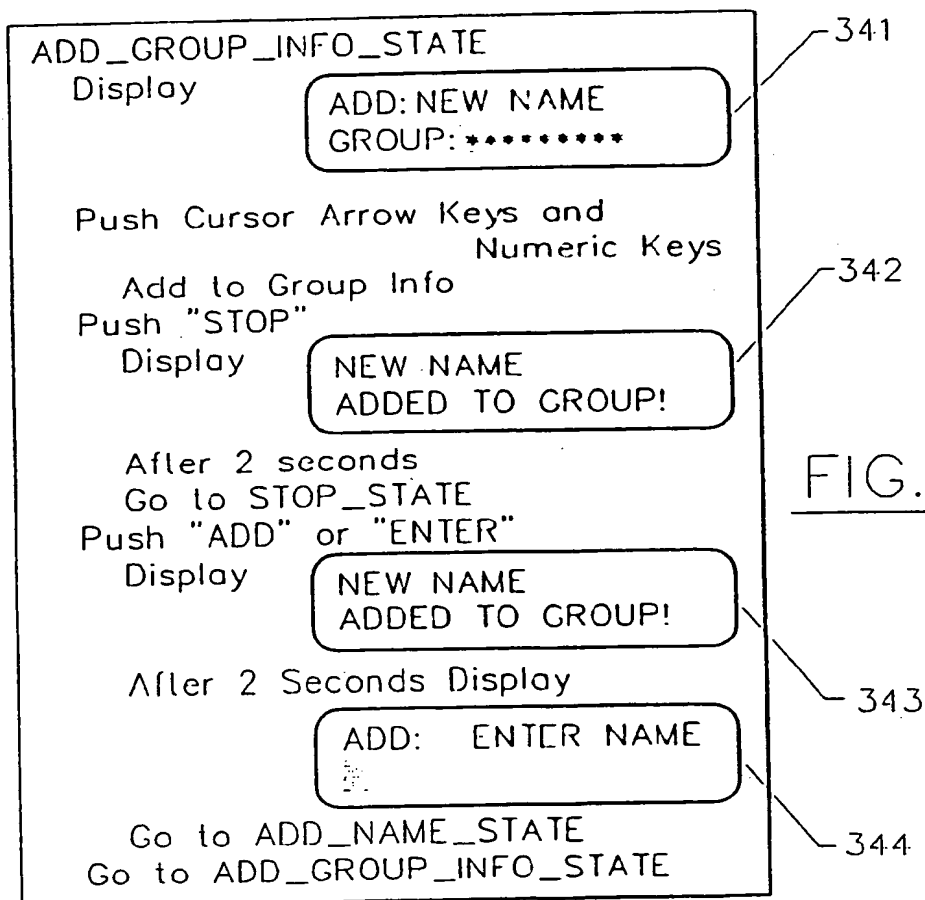 ADD_GROUP_INFO_STATE
341
Display
ADD: NEW NAME
GROUP: *********
Push Cursor Arrow Keys and
Numeric Keys
Add to Group Info
342
Push "STOP"
Display
NEW NAME
ADDED TO GROUP!
After 2 seconds
Go to STOP_STATE
FIG.
Push "ADD" or "ENTER"
Display
NEW NAME
ADDED TO GROUP!
343
After 2 Seconds Display
ADD: ENTER NAME
344
Go to ADD_NAME_STATE
Go to ADD_GROUP_INFO_STATE